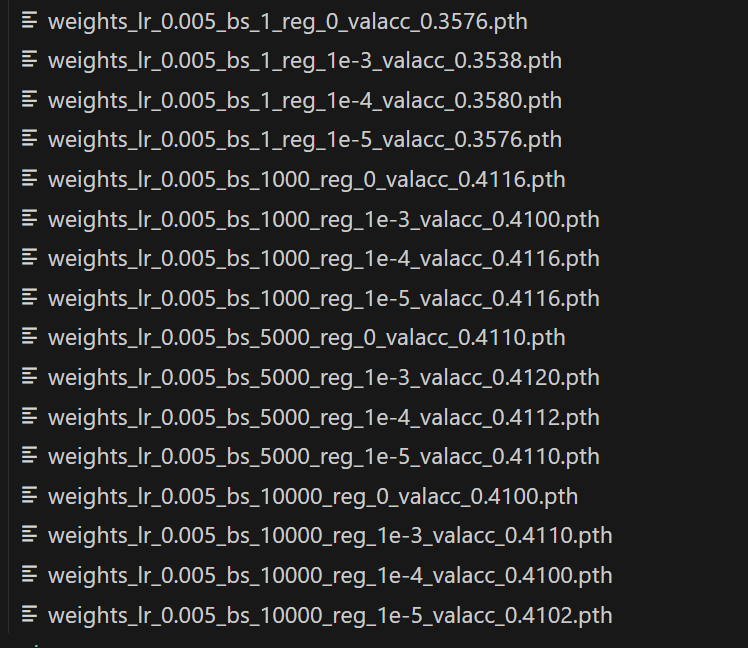 weights_lr_0.005_bs_1_reg_0_valacc_0.3576.pth
weights_lr_0.005_bs_1_reg_1e-3_valacc_0.3538.pth
weights_lr_0.005_bs_1_reg_1e-4_valacc_0.3580.pth
weights_lr_0.005_bs_1_reg_1e-5_valacc_0.3576.pth
weights_lr_0.005_bs_1000_reg_0_valacc_0.4116.pth
weights_lr_0.005_bs_1000_reg_1e-3_valacc_0.4100.pth
weights_lr_0.005_bs_1000_reg_1e-4_valacc_0.4116.pth
weights_lr_0.005_bs_1000_reg_1e-5_valacc_0.4116.pth
weights_lr_0.005_bs_5000_reg_0_valacc_0.4110.pth
weights_lr_0.005_bs_5000_reg_1e-3_valacc_0.4120.pth
weights_lr_0.005_bs_5000_reg_1e-4_valacc_0.4112.pth
weights_lr_0.005_bs_5000_reg_1e-5_valacc_0.4110.pth
weights_lr_0.005_bs_10000_reg_0_valacc_0.4100.pth
weights_lr_0.005_bs_10000_reg_1e-3_valacc_0.4110.pth
weights_lr_0.005_bs_10000_reg_1e-4_valacc_0.4100.pth
weights_lr_0.005_bs_10000_reg_1e-5_valacc_0.4102.pth